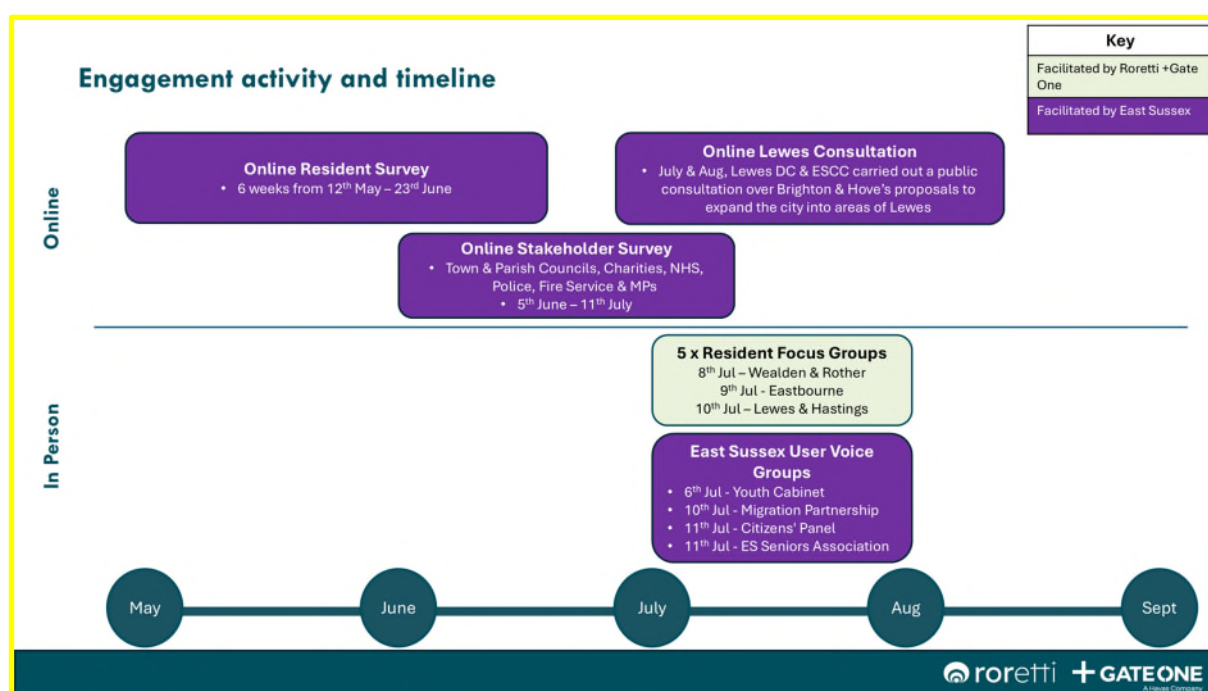 Engagement activity and timeline
Key
Facilitated by Roretti +Gate
One
Facilitated by East Sussex
Online
Online Resident Survey
• 6 weeks from 12th May – 23rd June
Online Lewes Consultation
• July & Aug, Lewes DC & ESCC carried out a public
consultation over Brighton & Hove's proposals to
expand the city into areas of Lewes
Online Stakeholder Survey
• Town & Parish Councils, Charities, NHS,
Police, Fire Service & MPs
• 5th June – 11th July
In Person
5 x Resident Focus Groups
8th Jul – Wealden & Rother
9th Jul - Eastbourne
10th Jul – Lewes & Hastings
East Sussex User Voice
Groups
• 6th Jul - Youth Cabinet
• 10th Jul - Migration Partnership
• 11th Jul - Citizens' Panel
• 11th Jul - ES Seniors Association
May
June
July
Aug
Sept
roretti
+GATEONE
A Havas Company